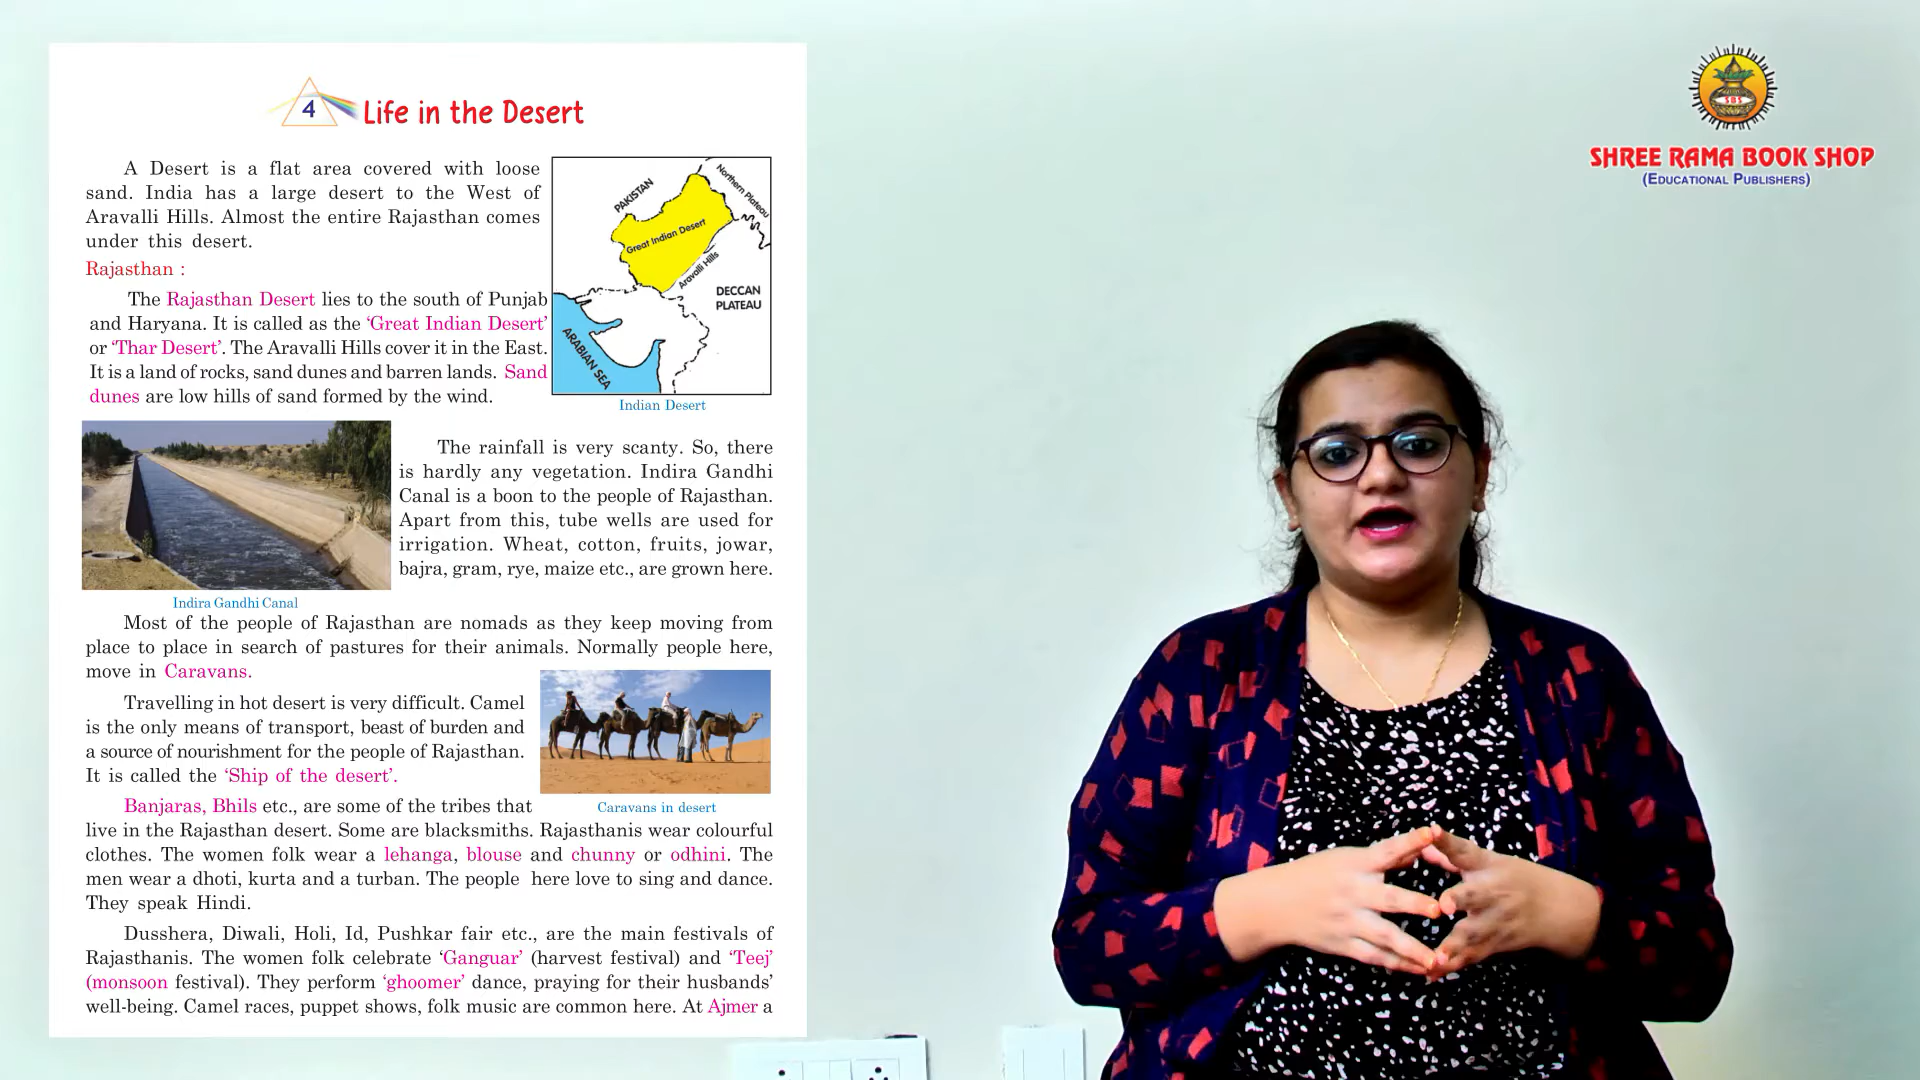 4 Life in the Desert
A Desert is a flat area covered with loose
sand. India has a large desert to the West of
Aravalli Hills. Almost the entire Rajasthan comes
under this desert.
Rajasthan :
The Rajasthan Desert lies to the south of Punjab
and Haryana. It is called as the ‘Great Indian Desert’
or ‘Thar Desert’. The Aravalli Hills cover it in the East.
It is a land of rocks, sand dunes and barren lands. Sand
dunes are low hills of sand formed by the wind.
PAKISTAN
Northern Plateau
Great Indian Desert
Aravalli Hills
DECCAN
PLATEAU
ARABIAN SEA
Indian Desert
The rainfall is very scanty. So, there
is hardly any vegetation. Indira Gandhi
Canal is a boon to the people of Rajasthan.
Apart from this, tube wells are used for
irrigation. Wheat, cotton, fruits, jowar,
bajra, gram, rye, maize etc., are grown here.
Indira Gandhi Canal
Most of the people of Rajasthan are nomads as they keep moving from
place to place in search of pastures for their animals. Normally people here,
move in Caravans.
Travelling in hot desert is very difficult. Camel
is the only means of transport, beast of burden and
a source of nourishment for the people of Rajasthan.
It is called the ‘Ship of the desert’.
Caravans in desert
Banjaras, Bhils etc., are some of the tribes that
live in the Rajasthan desert. Some are blacksmiths. Rajasthanis wear colourful
clothes. The women folk wear a lehanga, blouse and chunny or odhini. The
men wear a dhoti, kurta and a turban. The people here love to sing and dance.
They speak Hindi.
Dusshera, Diwali, Holi, Id, Pushkar fair etc., are the main festivals of
Rajasthanis. The women folk celebrate ‘Ganguar’ (harvest festival) and ‘Teej’
(monsoon festival). They perform ‘ghoomer’ dance, praying for their husbands’
well-being. Camel races, puppet shows, folk music are common here. At Ajmer a
SBS
SHREE RAMA BOOK SHOP
(EDUCATIONAL PUBLISHERS)